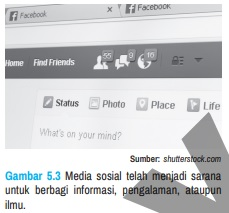 Facebook × Facebook
Home Find Friends 55 9 10
Status Photo Place Life
What's on your mind?
Sumber: shutterstock.com
Gambar 5.3 Media sosial telah menjadi sarana
untuk berbagi informasi, pengalaman, ataupun
ilmu.